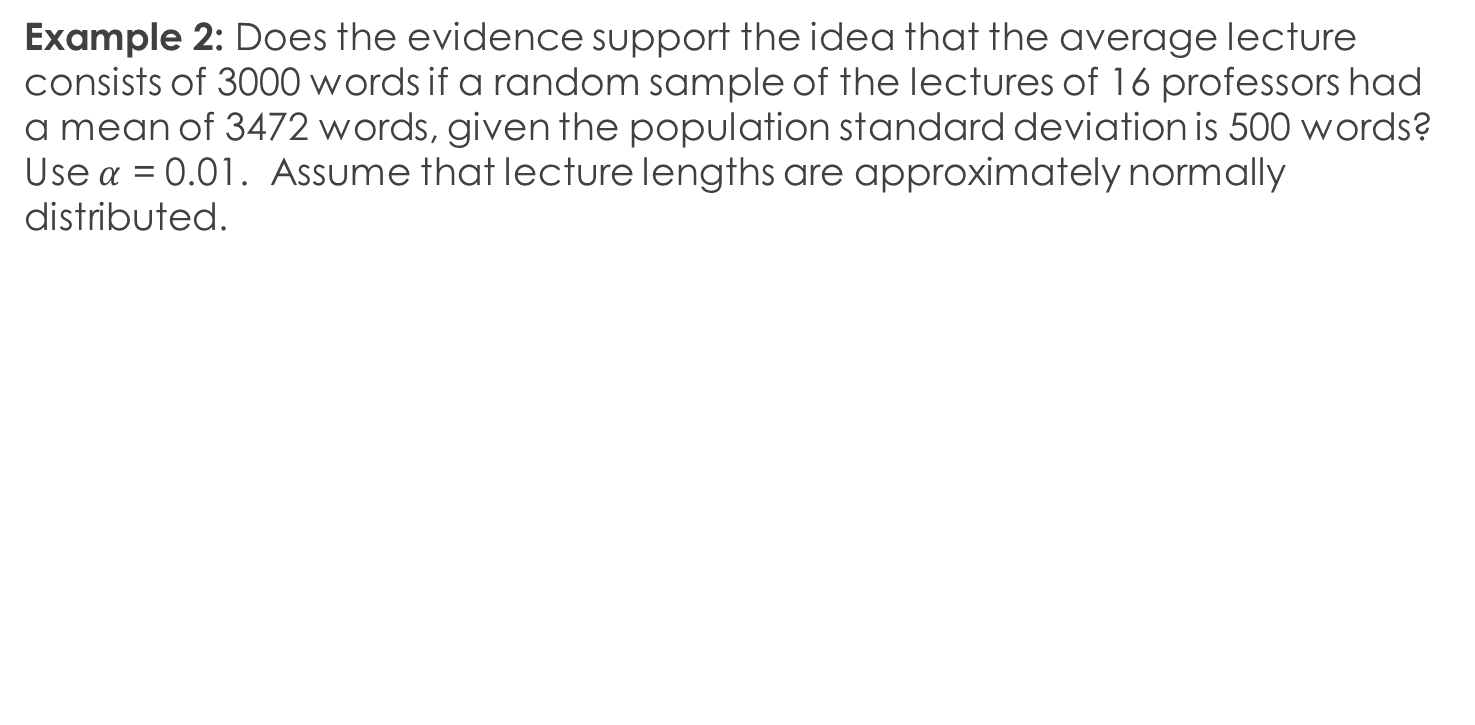 Example 2: Does the evidence support the idea that the average lecture
consists of 3000 words if a random sample of the lectures of 16 professors had
a mean of 3472 words, given the population standard deviation is 500 words?
Use α = 0.01. Assume that lecture lengths are approximately normally
distributed.